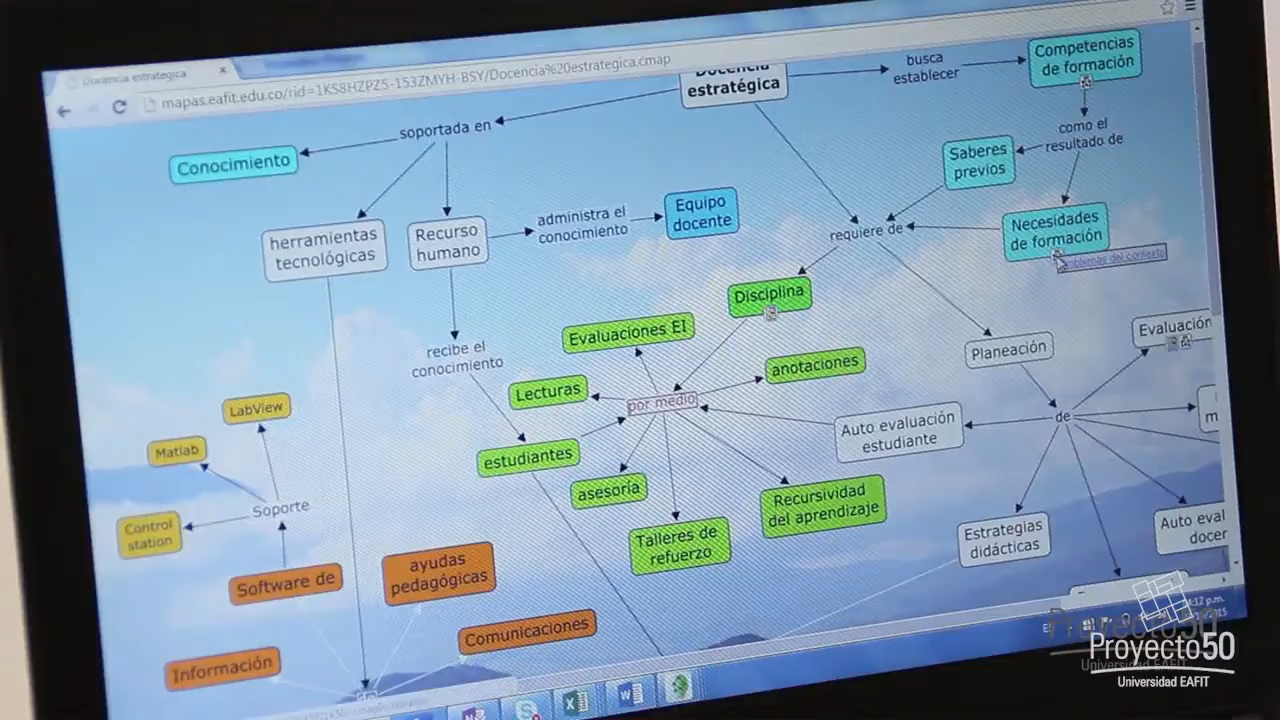 Docencia estrategica
mapas.eafit.edu.co/rid=1KS8HZPZ5-153ZMYH-BSY/Docencia%20estrategica.cmap
Docencia
estratégica
busca
establecer
Competencias
de formación
soportada en
como el
resultado de
Conocimiento
Saberes
previos
herramientas
tecnológicas
Recurso
humano
administra el
conocimiento
Equipo
docente
requiere de
Necesidades
de formación
problemas del contexto
Disciplina
Evaluaciones EI
recibe el
conocimiento
Planeación
Evaluación
Lecturas
anotaciones
por medio
LabView
Matlab
estudiantes
Auto evaluación
estudiante
de
m
asesoría
Recursividad
del aprendizaje
Soporte
Control
station
Talleres de
refuerzo
Estrategias
didácticas
Auto eval
docer
Software de
ayudas
pedagógicas
Comunicaciones
Información
de
Proyecto50
Universidad EAFIT